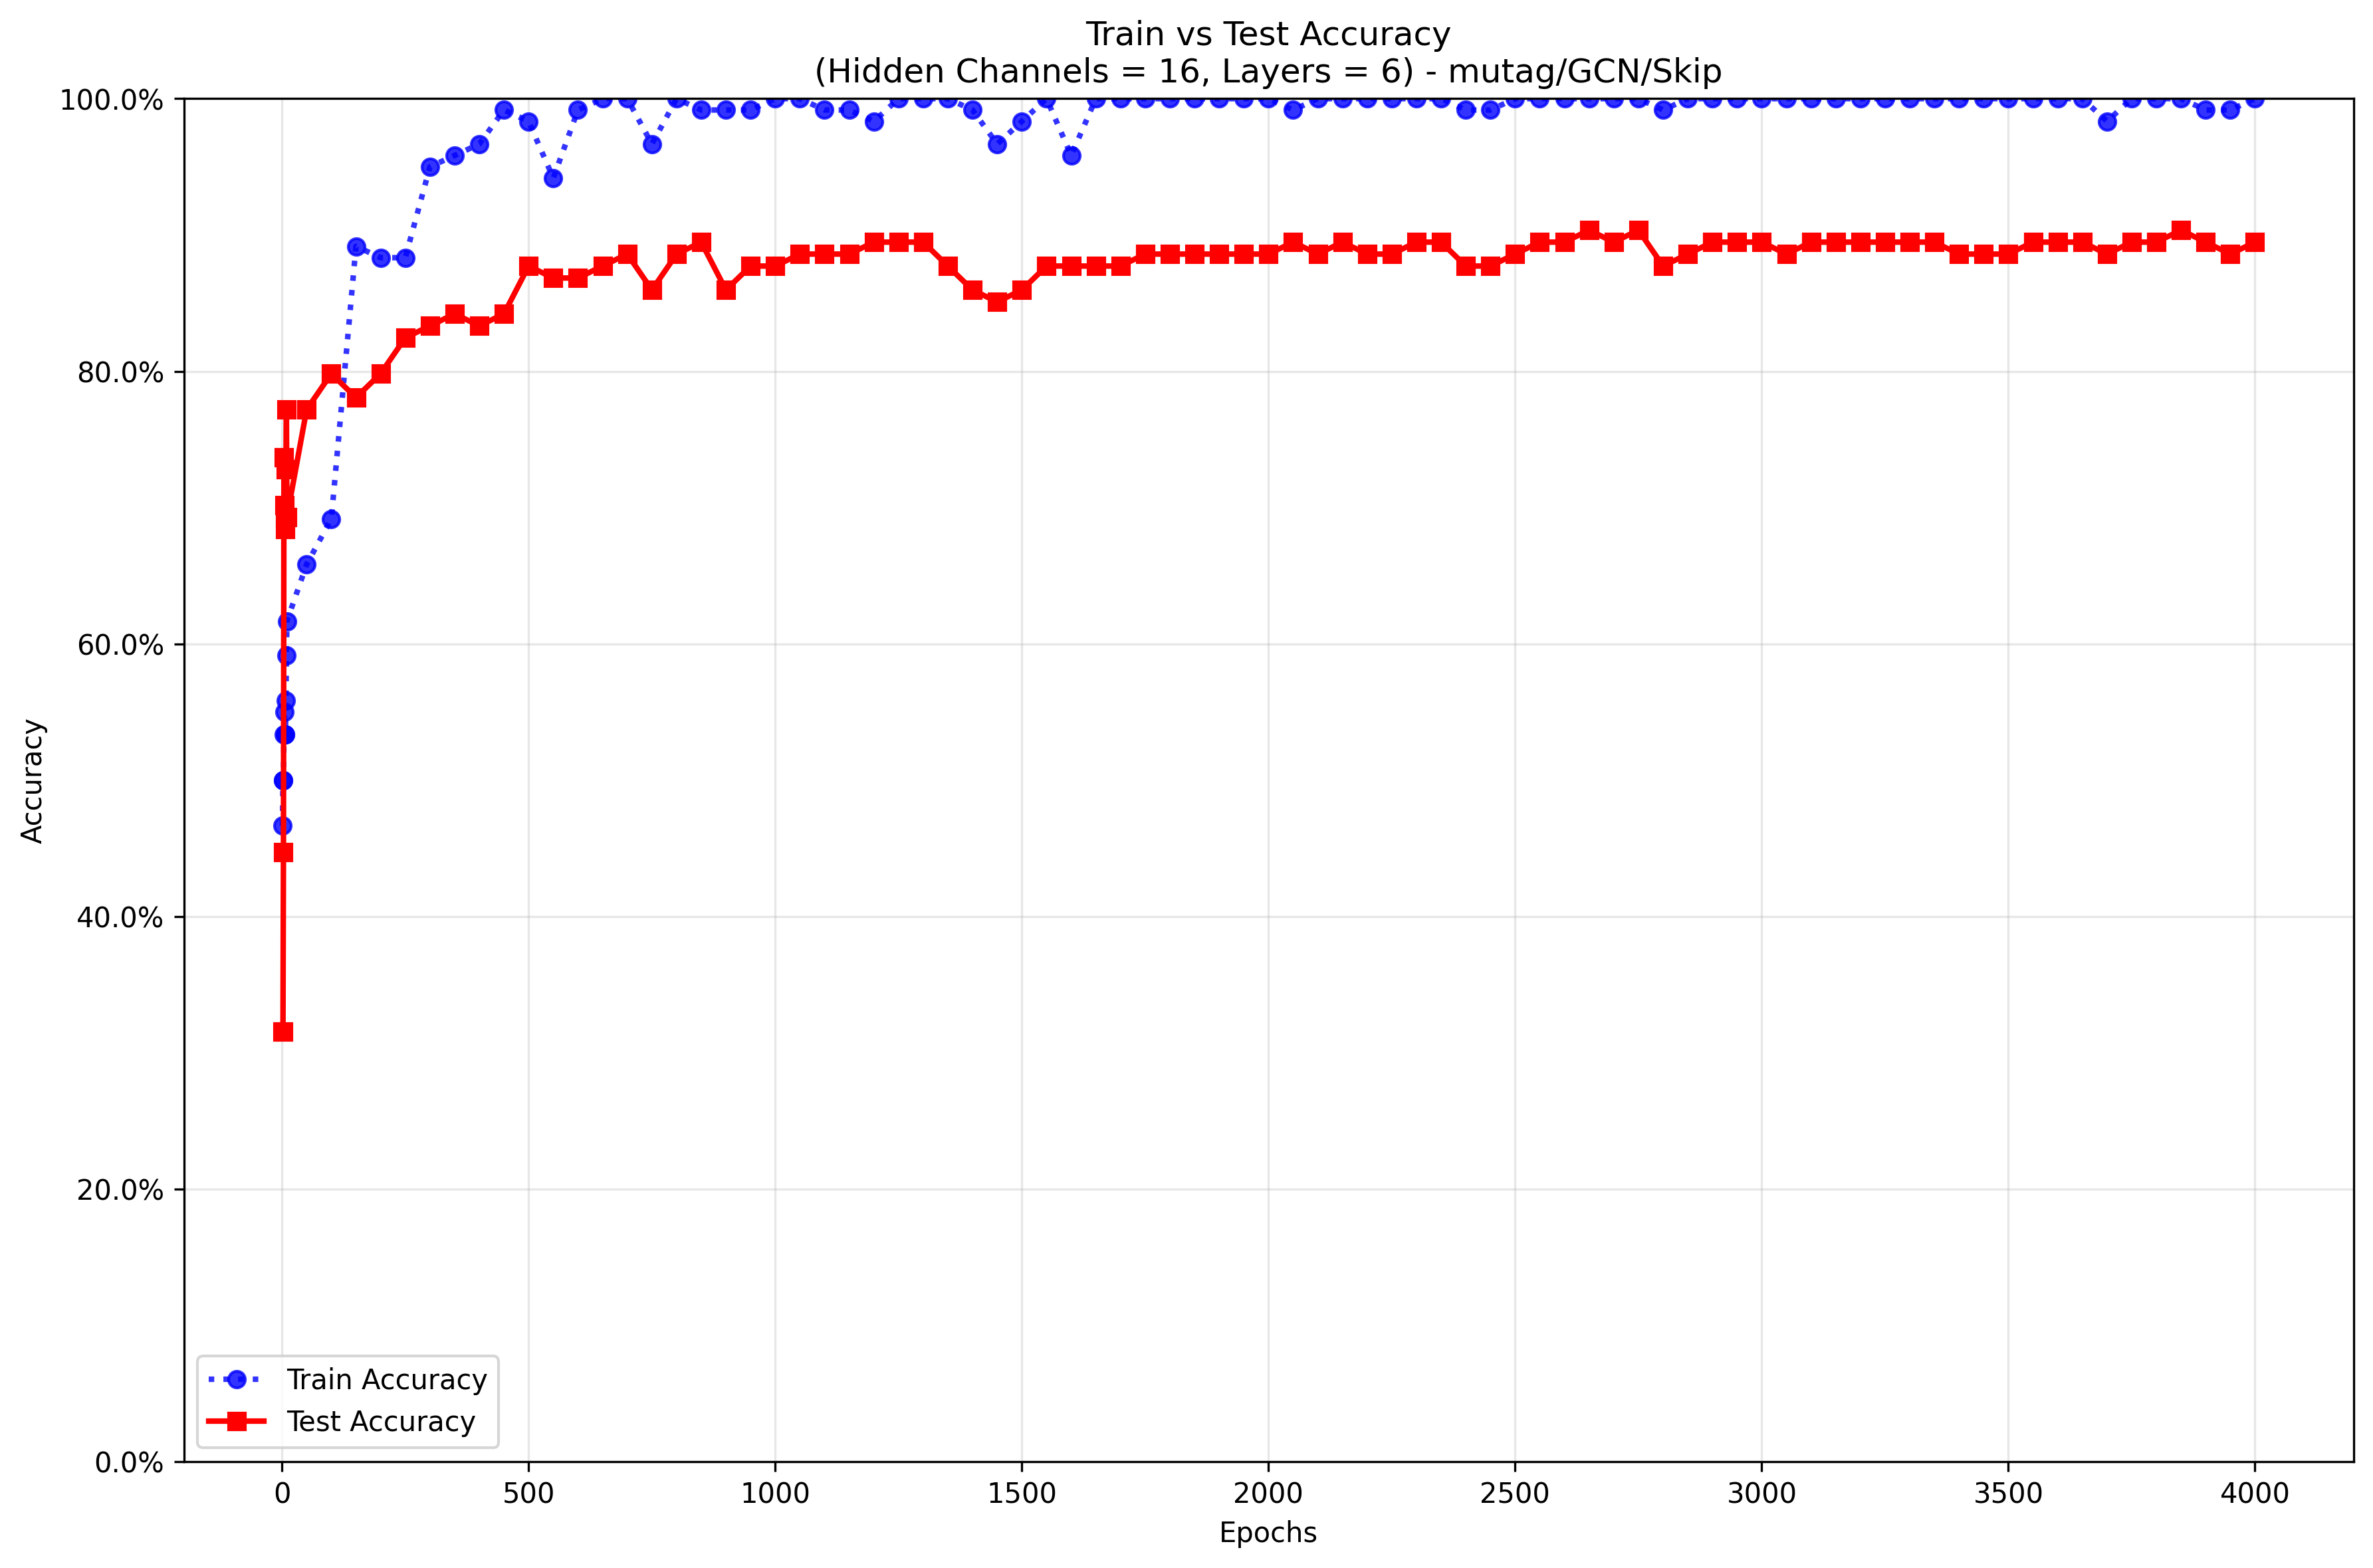 Train vs Test Accuracy
(Hidden Channels = 16, Layers = 6) - mutag/GCN/Skip
100.0%
80.0%
60.0%
40.0%
20.0%
0.0%
Accuracy
Train Accuracy
Test Accuracy
0 500 1000 1500 2000 2500 3000 3500 4000
Epochs